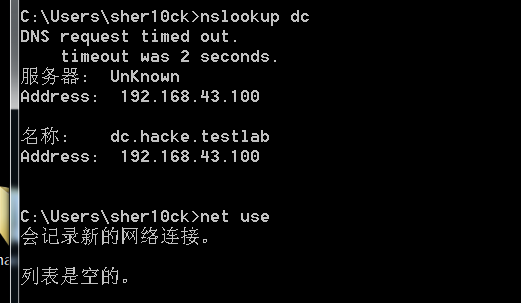 C:\Users\sher10ck>nslookup dc
DNS request timed out.
    timeout was 2 seconds.
服务器:  UnKnown
Address:  192.168.43.100

名称:    dc.hacke.testlab
Address:  192.168.43.100

C:\Users\sher10ck>net use
会记录新的网络连接。

列表是空的。